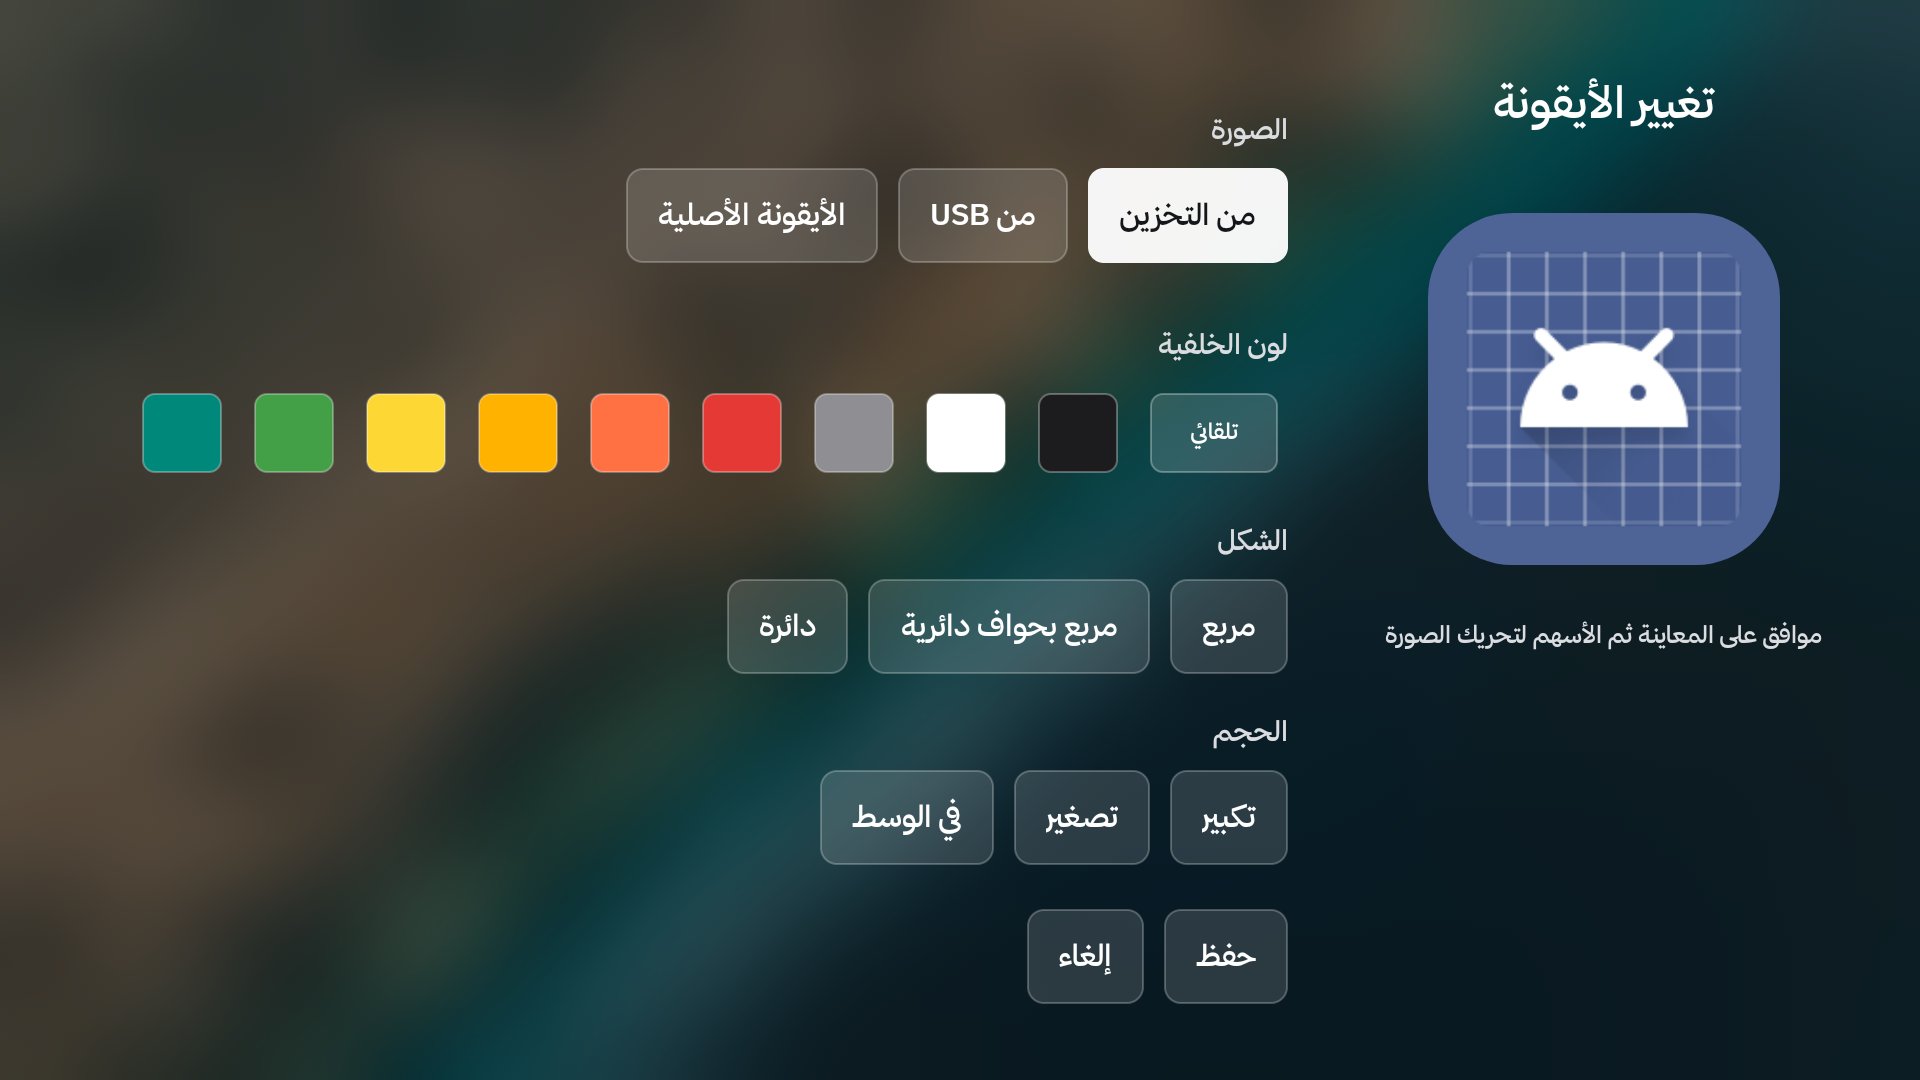 تغيير الأيقونة
موافق على المعاينة ثم الأسهم لتحريك الصورة
الصورة
من التخزين
من USB
الأيقونة الأصلية
لون الخلفية
تلقائي
الشكل
مربع
مربع بحواف دائرية
دائرة
الحجم
تكبير
تصغير
في الوسط
حفظ
إلغاء